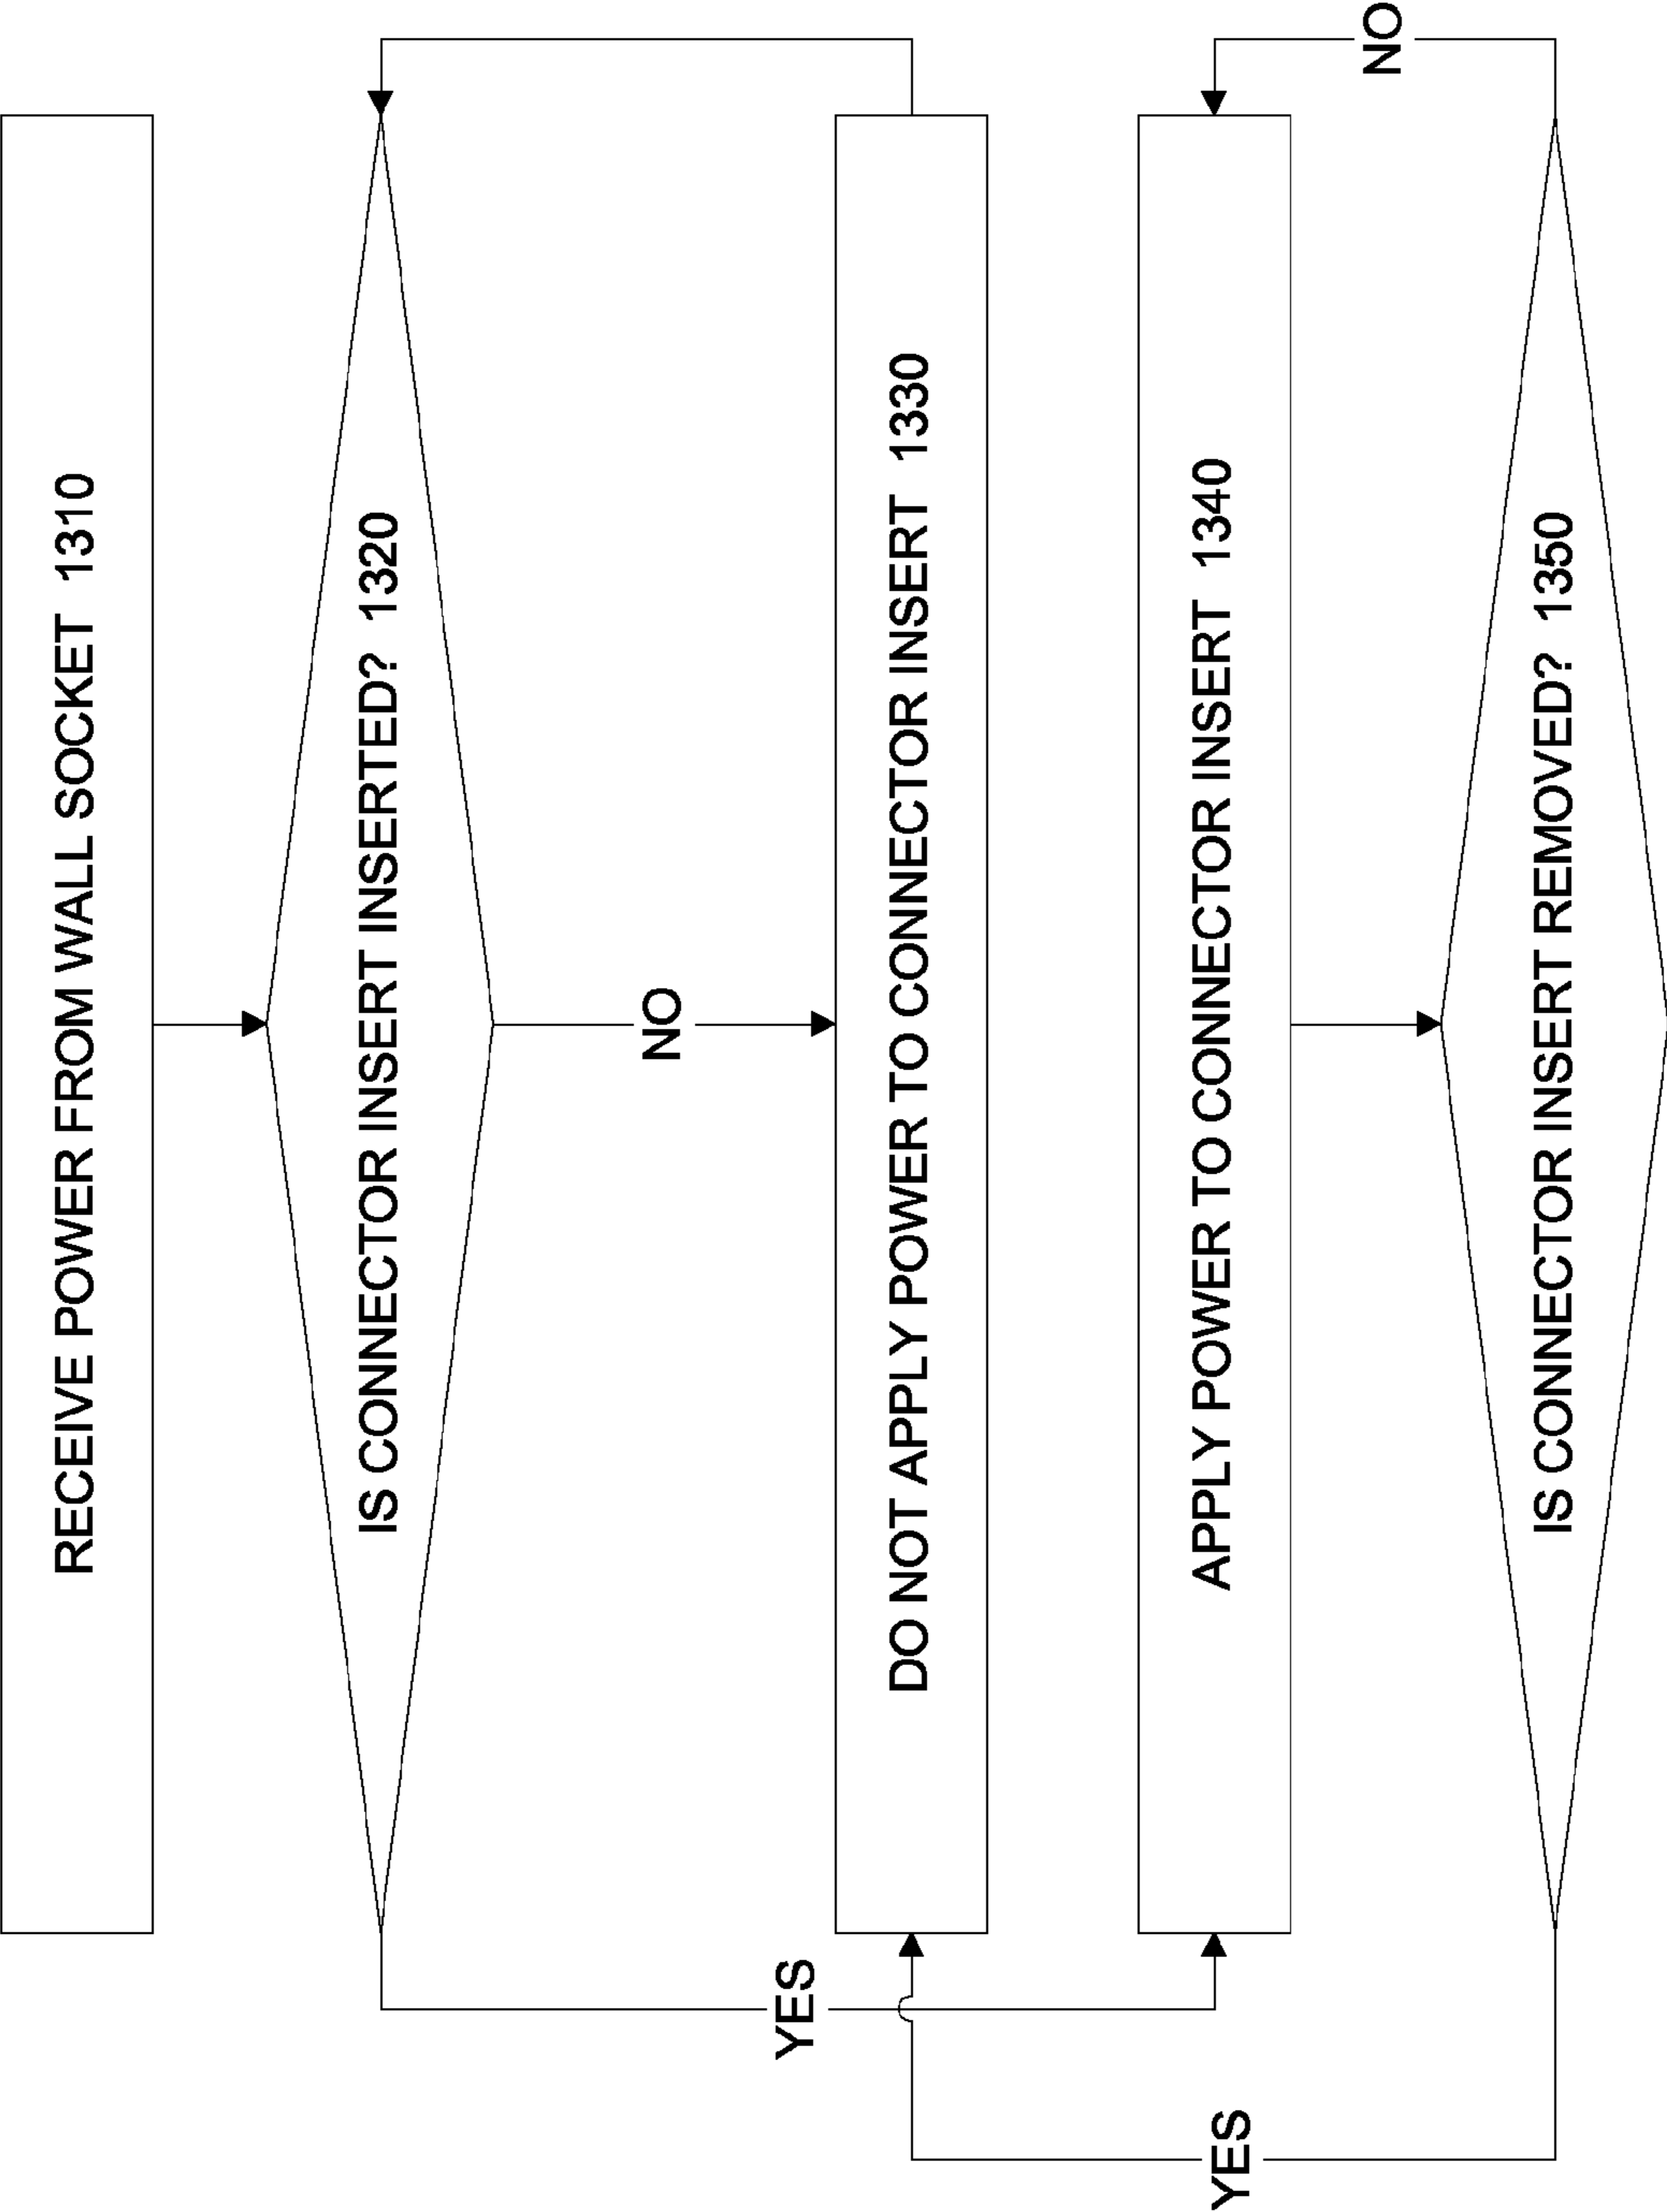 RECEIVE POWER FROM WALL SOCKET 1310
IS CONNECTOR INSERT INSERTED? 1320
NO
YES
DO NOT APPLY POWER TO CONNECTOR INSERT 1330
APPLY POWER TO CONNECTOR INSERT 1340
YES
NO
IS CONNECTOR INSERT REMOVED? 1350